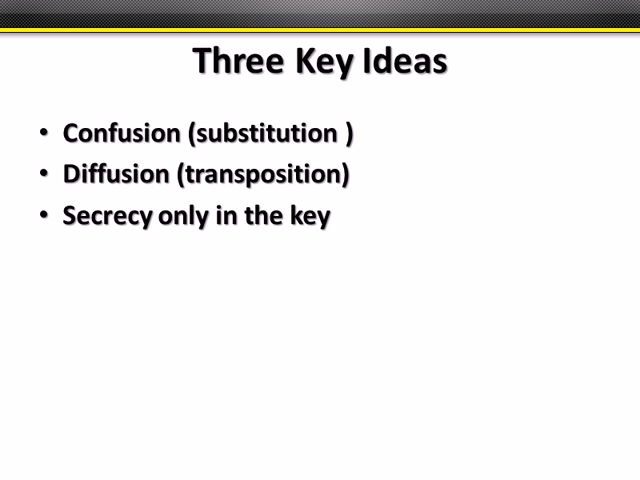 Three Key Ideas
• Confusion (substitution )
• Diffusion (transposition)
• Secrecy only in the key